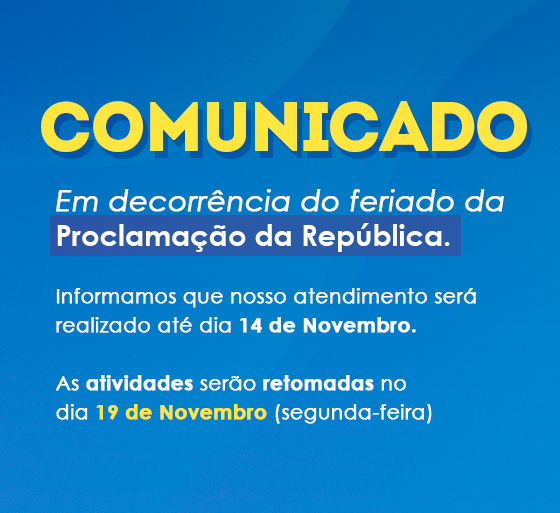 COMUNICADO
Em decorrência do feriado da
Proclamação da República.
Informamos que nosso atendimento será
realizado até dia 14 de Novembro.
As atividades serão retomadas no
dia 19 de Novembro (segunda-feira)